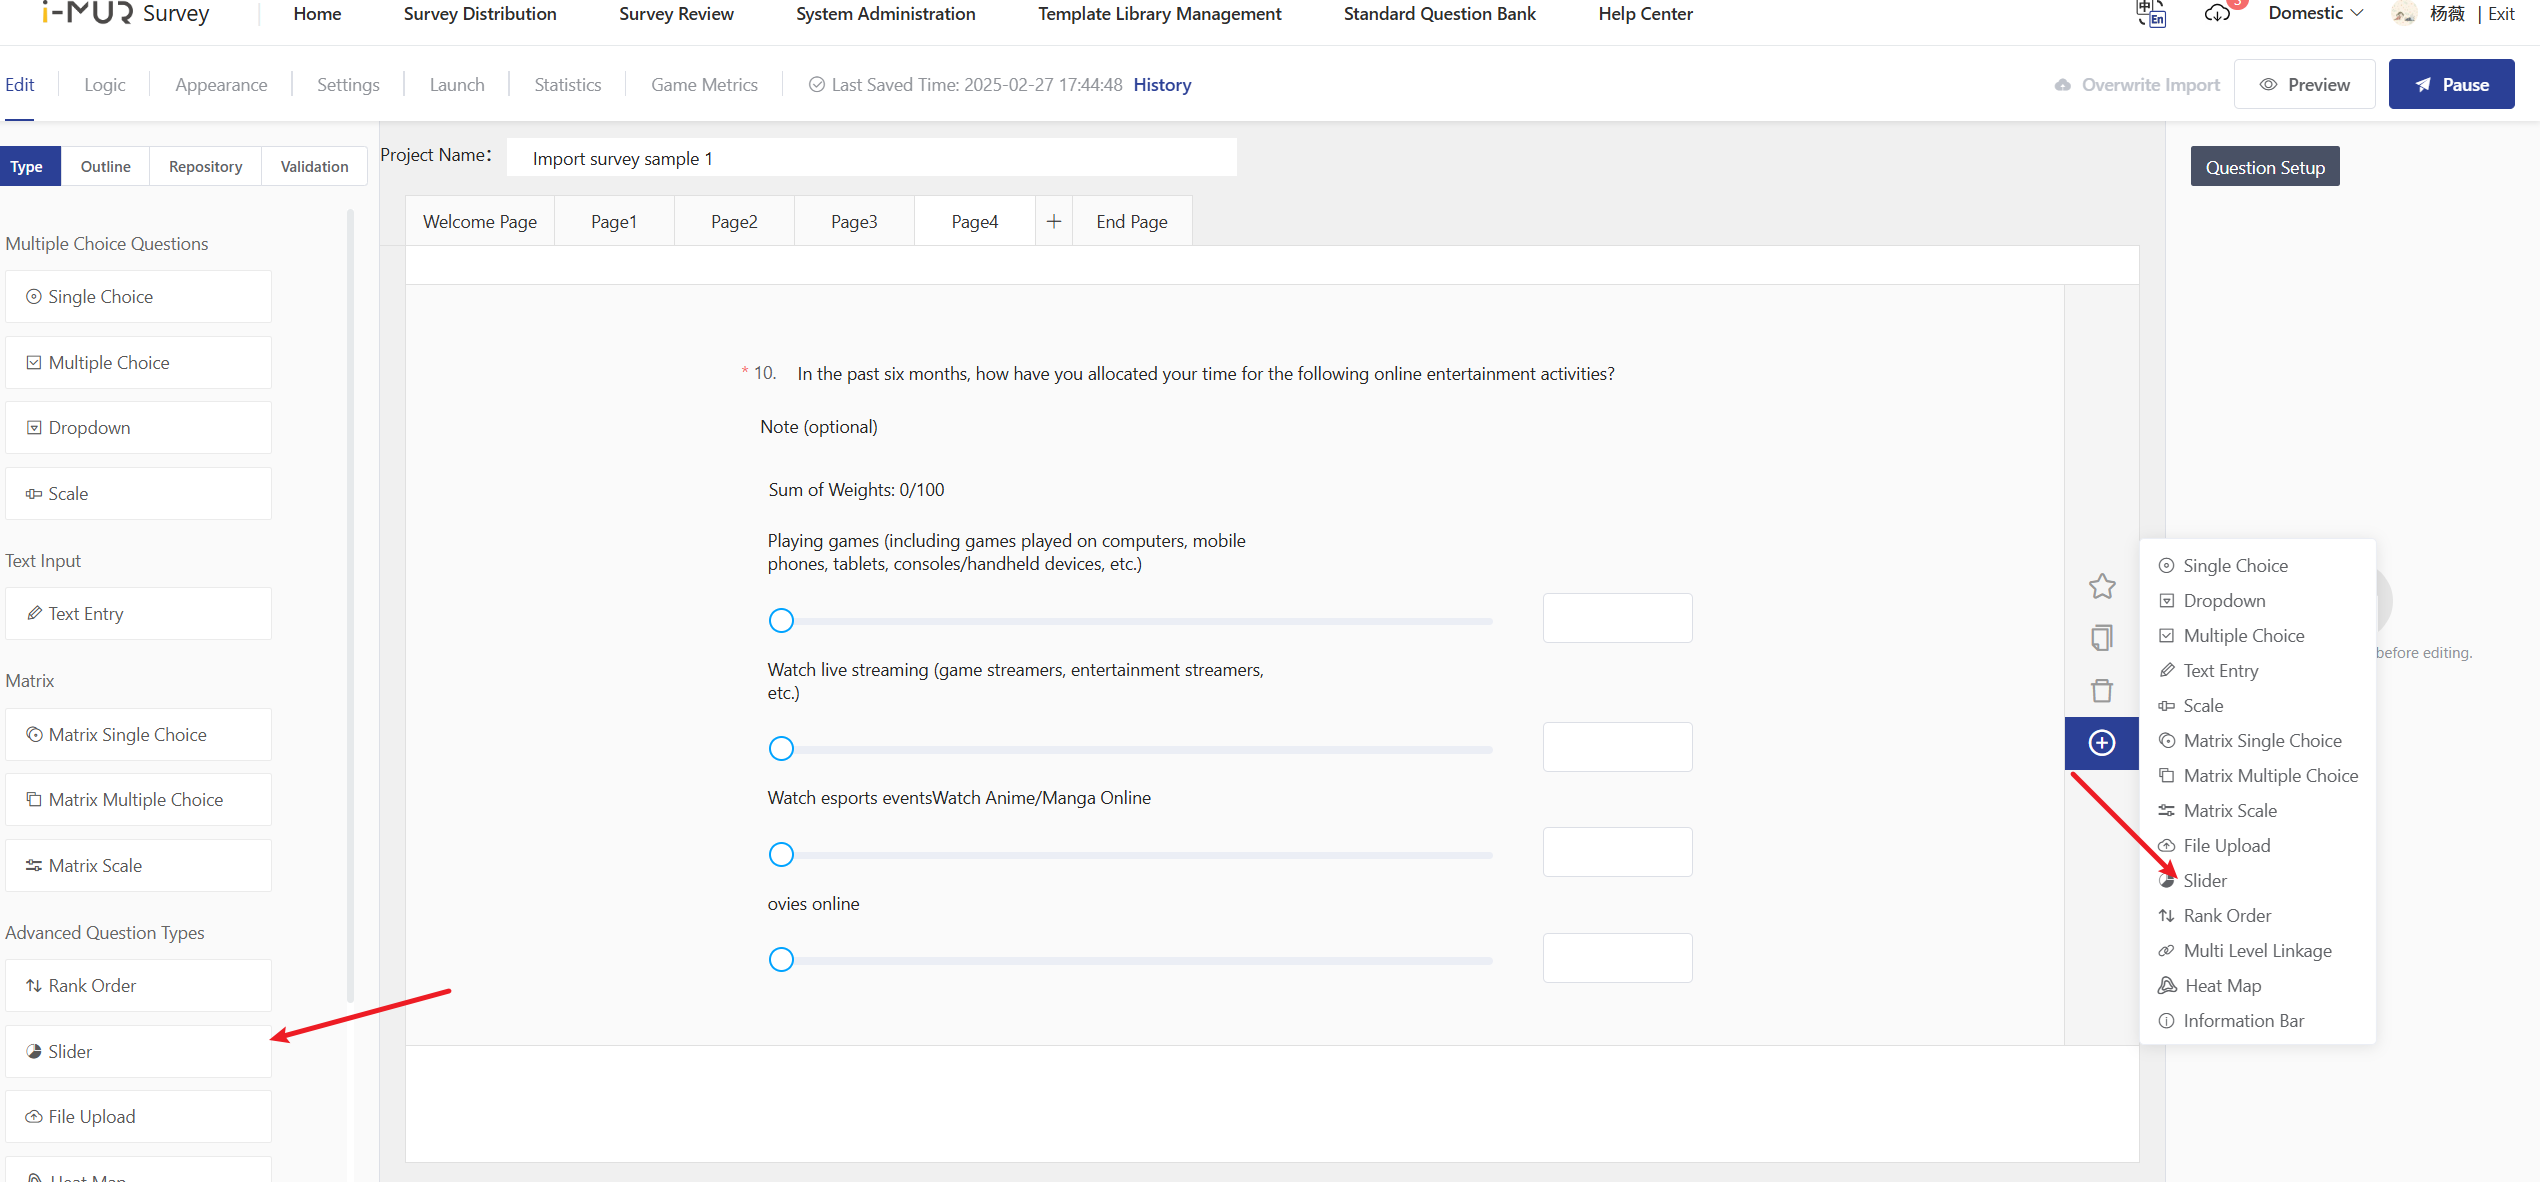 i-MUR Survey
Home
Survey Distribution
Survey Review
System Administration
Template Library Management
Standard Question Bank
Help Center
中 En
3
Domestic
杨薇 | Exit
Edit
Logic
Appearance
Settings
Launch
Statistics
Game Metrics
Last Saved Time: 2025-02-27 17:44:48 History
Overwrite Import
Preview
Pause
Type
Outline
Repository
Validation
Project Name：
Import survey sample 1
Question Setup
Welcome Page
Page1
Page2
Page3
Page4
+
End Page
Multiple Choice Questions
Single Choice
Multiple Choice
Dropdown
Scale
Text Input
Text Entry
Matrix
Matrix Single Choice
Matrix Multiple Choice
Matrix Scale
Advanced Question Types
Rank Order
Slider
File Upload
Heat Map
* 10. In the past six months, how have you allocated your time for the following online entertainment activities?
Note (optional)
Sum of Weights: 0/100
Playing games (including games played on computers, mobile
phones, tablets, consoles/handheld devices, etc.)
Watch live streaming (game streamers, entertainment streamers,
etc.)
Watch esports eventsWatch Anime/Manga Online
ovies online
Single Choice
Dropdown
Multiple Choice
Text Entry
Scale
Matrix Single Choice
Matrix Multiple Choice
Matrix Scale
File Upload
Slider
Rank Order
Multi Level Linkage
Heat Map
Information Bar
before editing.